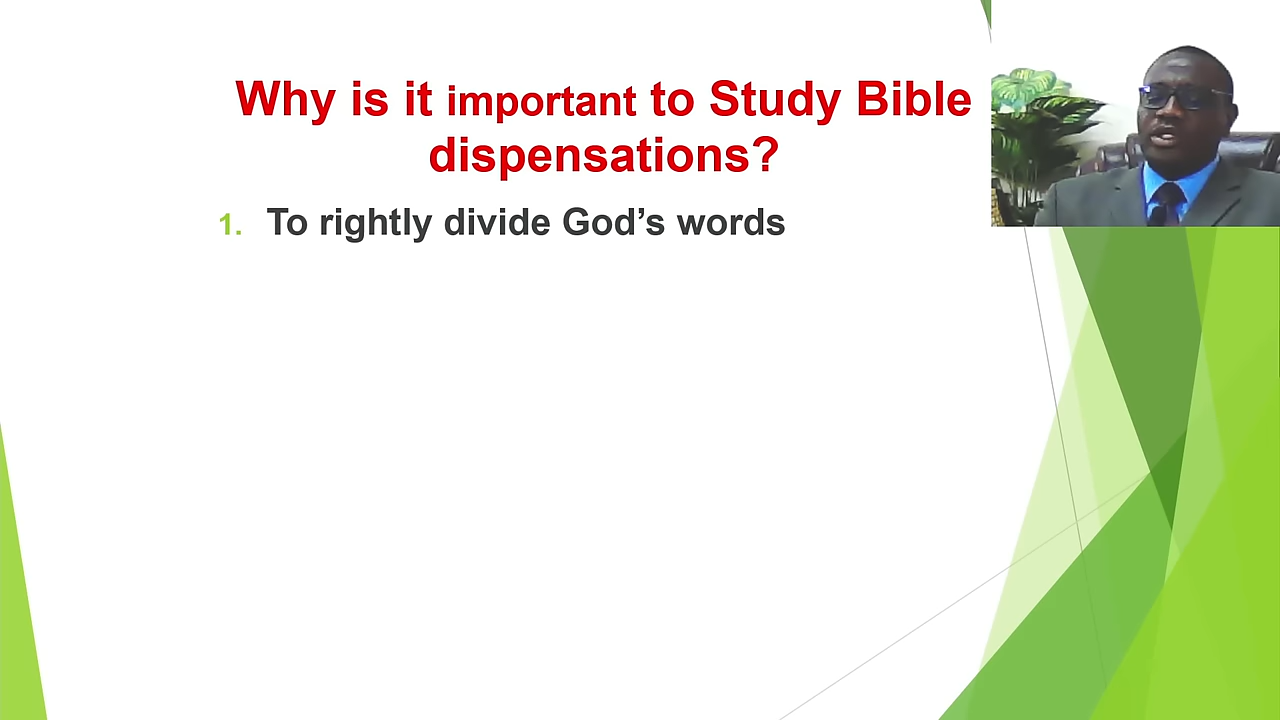 Why is it important to Study Bible
dispensations?
1. To rightly divide God’s words